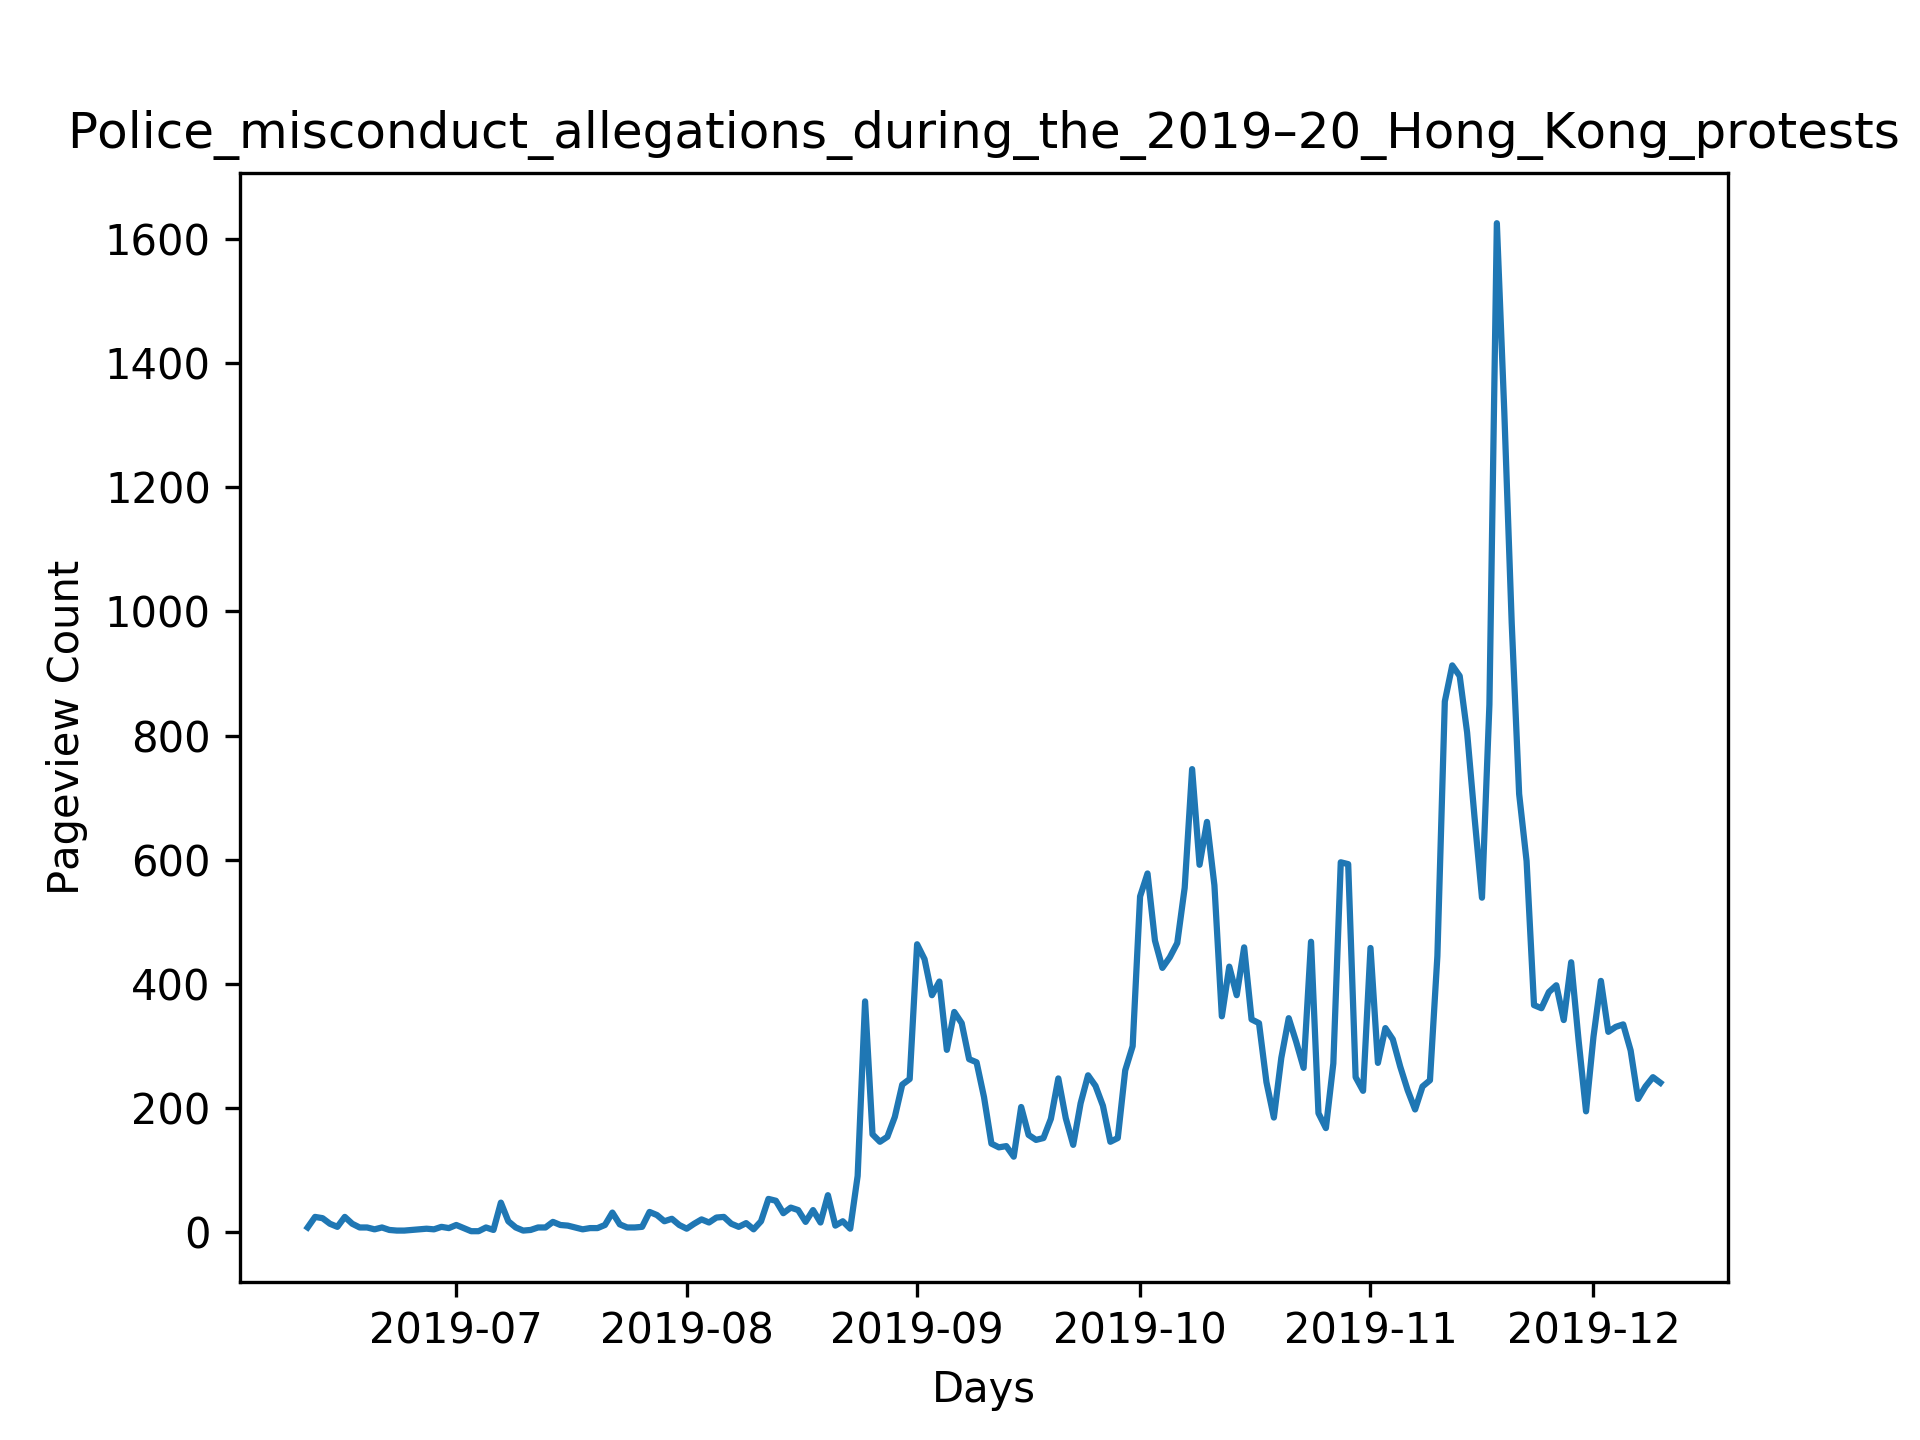 Police_misconduct_allegations_during_the_2019–20_Hong_Kong_protests
1600
1400
1200
1000
800
600
400
200
0
Pageview Count
2019-07 2019-08 2019-09 2019-10 2019-11 2019-12
Days